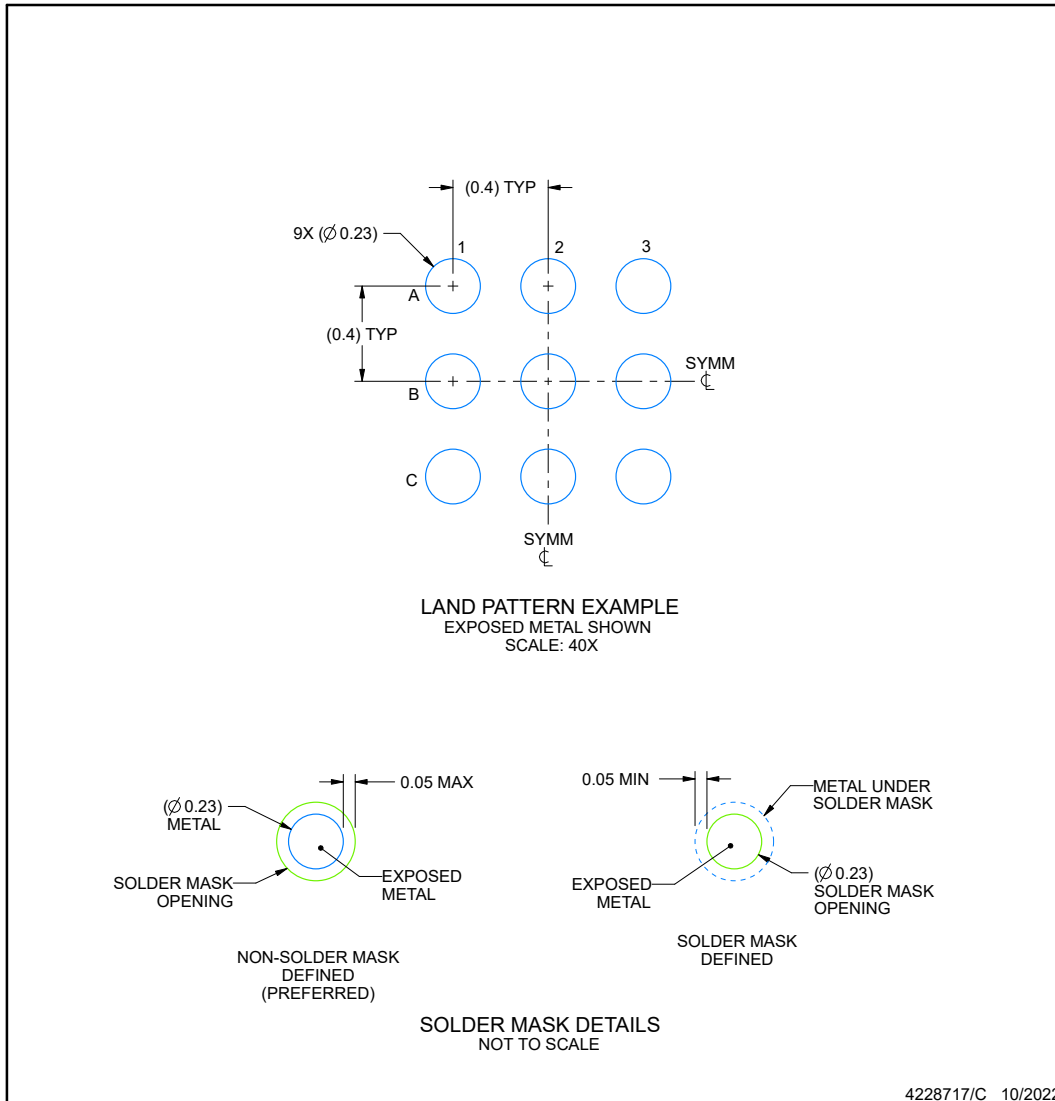 (0.4) TYP
9X (∅ 0.23)
1
2
3
A
(0.4) TYP
SYMM
℄
B
C
SYMM
℄
LAND PATTERN EXAMPLE
EXPOSED METAL SHOWN
SCALE: 40X
0.05 MAX
(∅ 0.23)
METAL
SOLDER MASK
OPENING
EXPOSED
METAL
NON-SOLDER MASK
DEFINED
(PREFERRED)
0.05 MIN
METAL UNDER
SOLDER MASK
EXPOSED
METAL
(∅ 0.23)
SOLDER MASK
OPENING
SOLDER MASK
DEFINED
SOLDER MASK DETAILS
NOT TO SCALE
4228717/C 10/2022